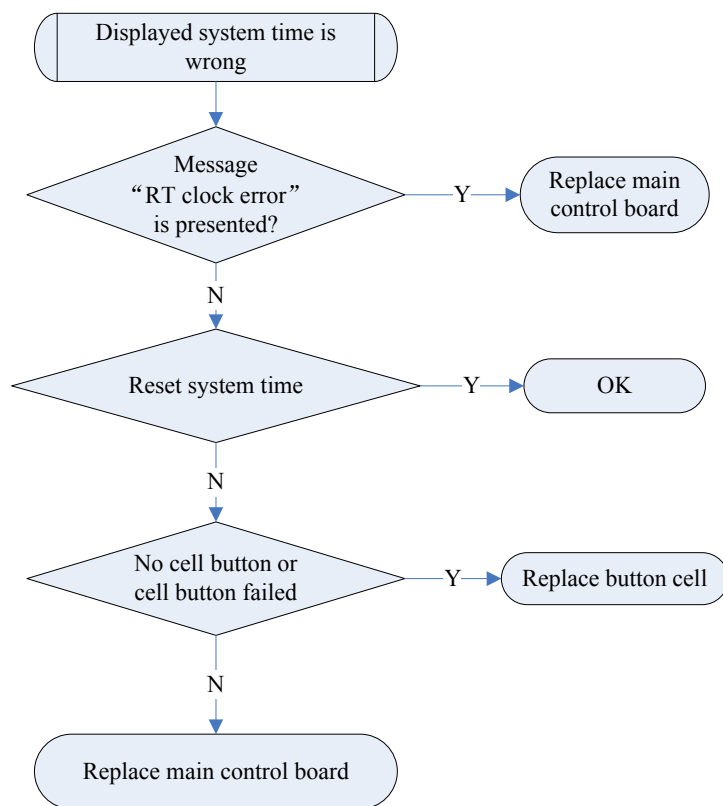 Displayed system time is
wrong
Message
“RT clock error”
is presented?
Y
Replace main
control board
N
Reset system time
Y
OK
N
No cell button or
cell button failed
Y
Replace button cell
N
Replace main control board